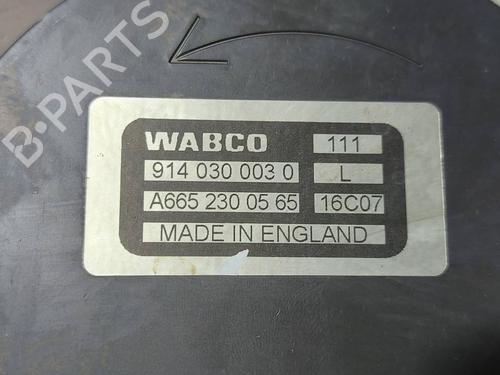 B-PARTS
WABCO 111
914 030 003 0 L
A665 230 05 65 16C07
MADE IN ENGLAND